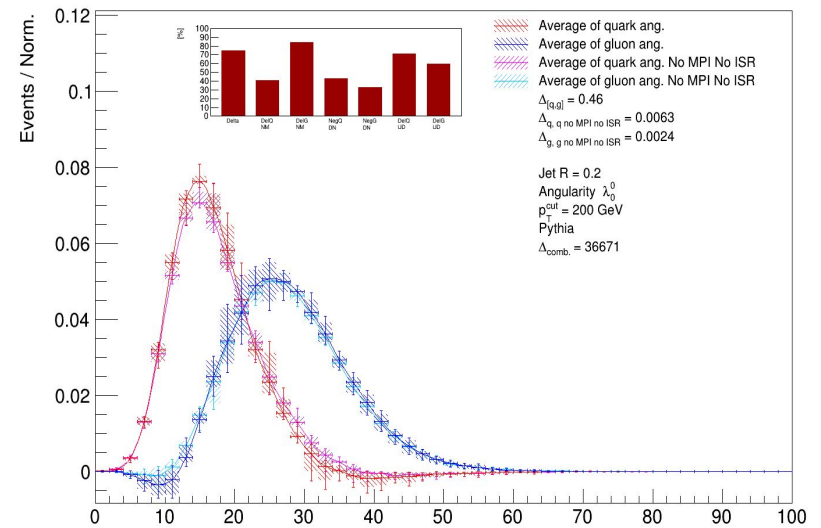 Events / Norm.
0.12
0.1
0.08
0.06
0.04
0.02
0
0 10 20 30 40 50 60 70 80 90 100
[%]
100
90
80
70
60
50
40
30
20
10
0
Delta DelQ DelG NegQ NegG DelQ DelG
NM NM DN DN UD UD
Average of quark ang.
Average of gluon ang.
Average of quark ang. No MPI No ISR
Average of gluon ang. No MPI No ISR
Δ[q,g] = 0.46
Δq, q no MPI no ISR = 0.0063
Δg, g no MPI no ISR = 0.0024
Jet R = 0.2
Angularity λ⁰₀
pTcut = 200 GeV
Pythia
Δcomb. = 36671